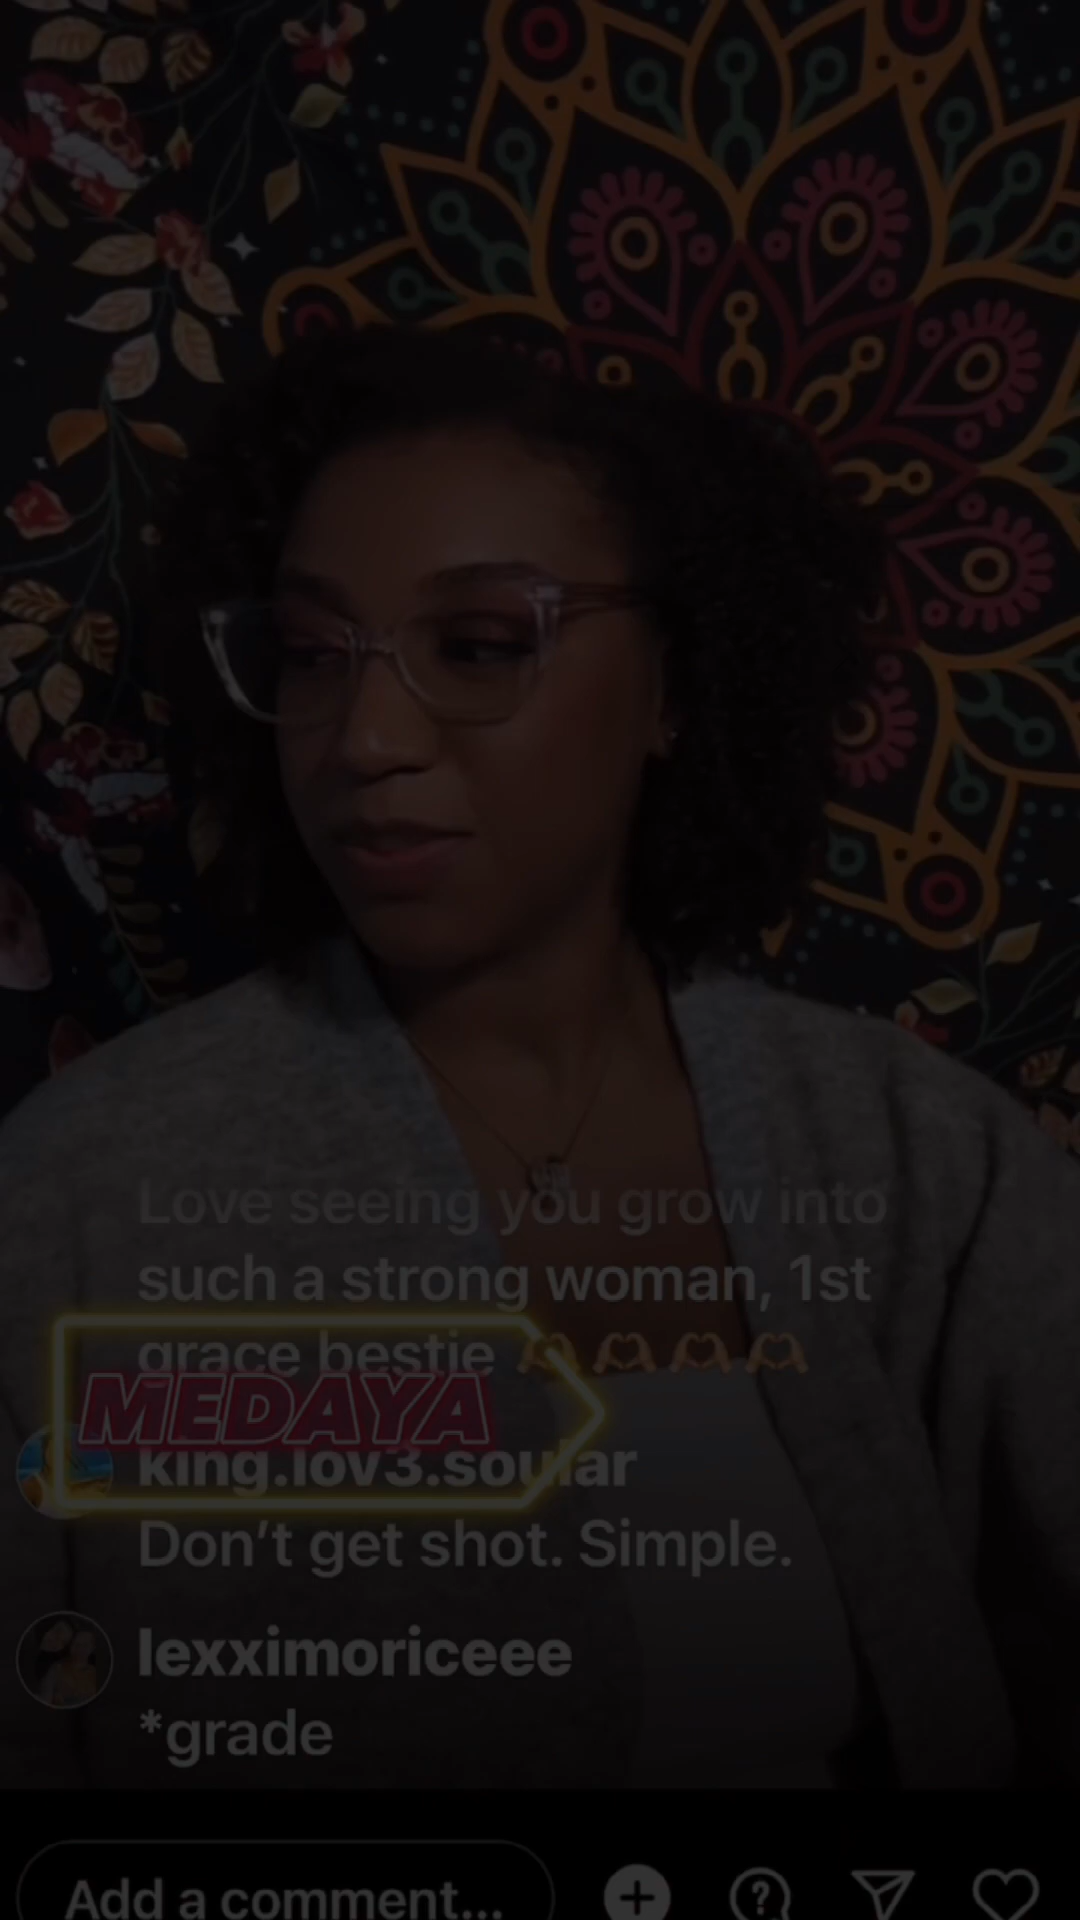 Love seeing you grow into
such a strong woman, 1st
grace bestie 🫶🏽🫶🏽🫶🏽🫶🏽
MEDAYA
king.lov3.soular
Don’t get shot. Simple.
lexximoriceee
*grade
Add a comment...